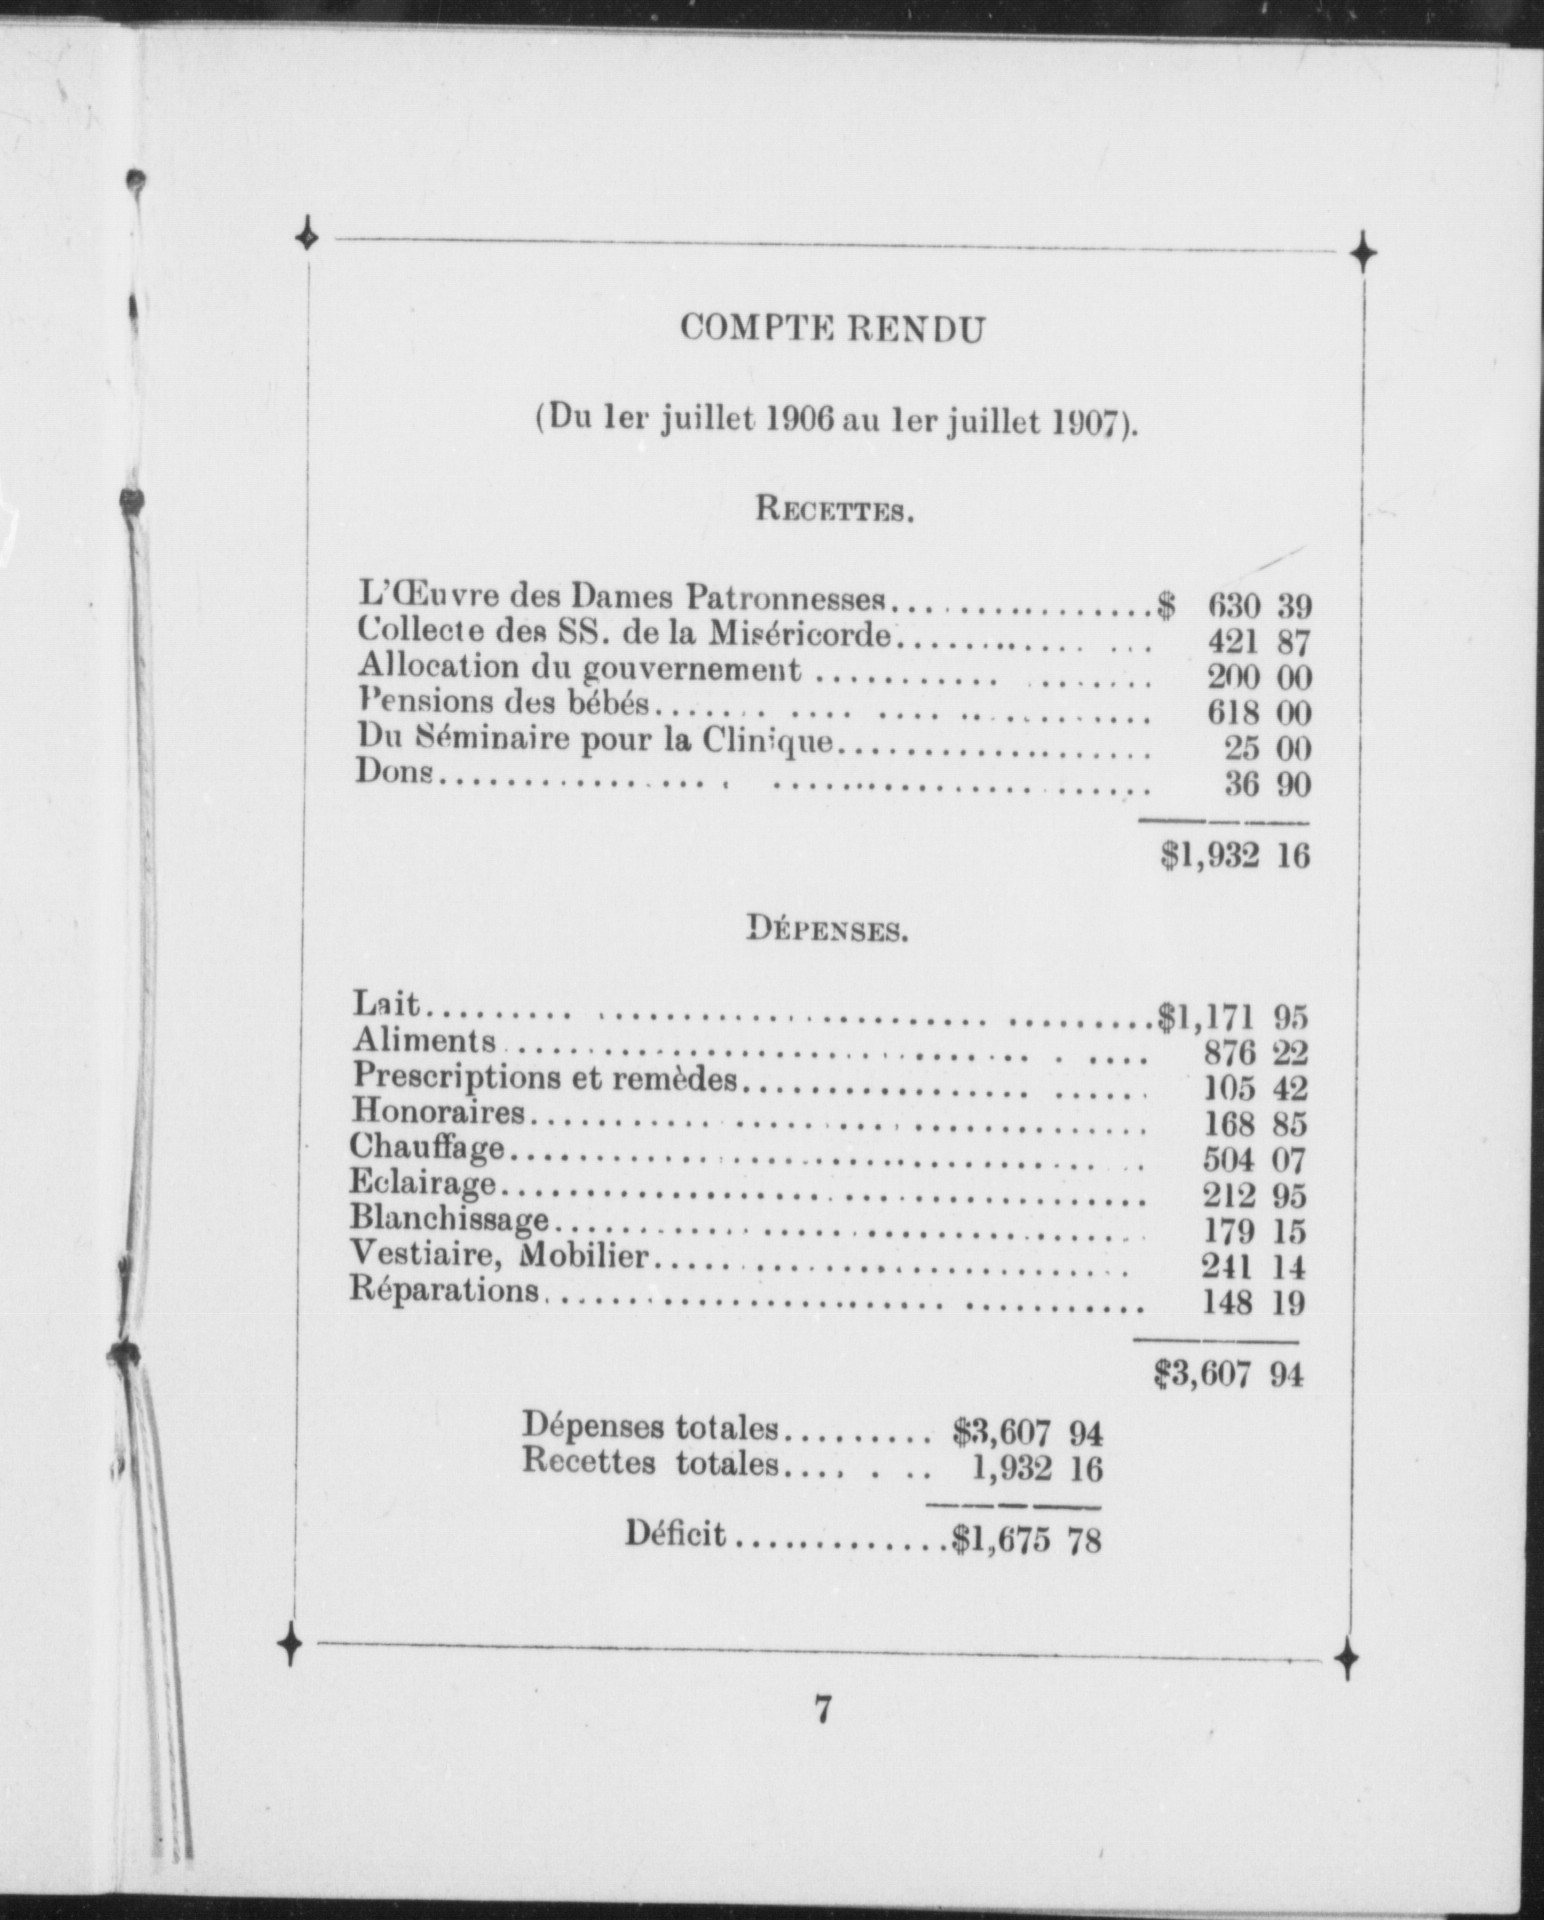 COMPTE RENDU
(Du 1er juillet 1906 au 1er juillet 1907).
RECETTES.
L'Œuvre des Dames Patronnesses..................$ 630 39
Collecte des SS. de la Miséricorde............ ... 421 87
Allocation du gouvernement ........... ....... 200 00
Pensions des bébés....... .... .... ............ 618 00
Du Séminaire pour la Clinique.................... 25 00
Dons................. ...................... 36 90
$1,932 16
DÉPENSES.
Lait......... ....................... .........$1,171 95
Aliments ............................... . .... 876 22
Prescriptions et remèdes................. ...... 105 42
Honoraires..................................... 168 85
Chauffage...................................... 504 07
Eclairage...................................... 212 95
Blanchissage................................... 179 15
Vestiaire, Mobilier............................ 241 14
Réparations........................ ........... 148 19
$3,607 94
Dépenses totales......... $3,607 94
Recettes totales.... . .. 1,932 16
Déficit.............$1,675 78
7